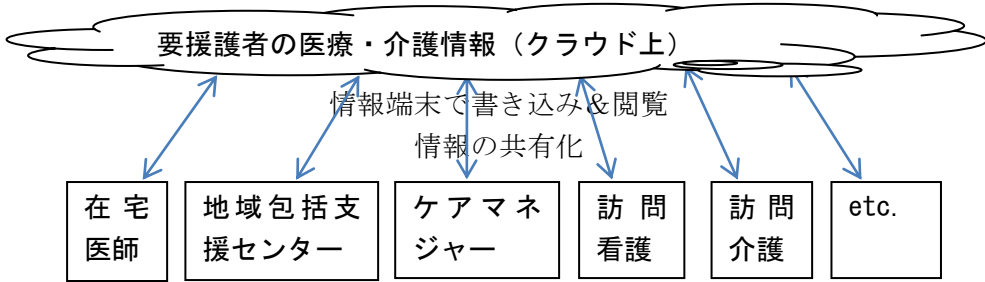 要援護者の医療・介護情報（クラウド上）
情報端末で書き込み＆閲覧
情報の共有化
在宅
医師
地域包括支
援センター
ケアマネ
ジャー
訪問
看護
訪問
介護
etc.